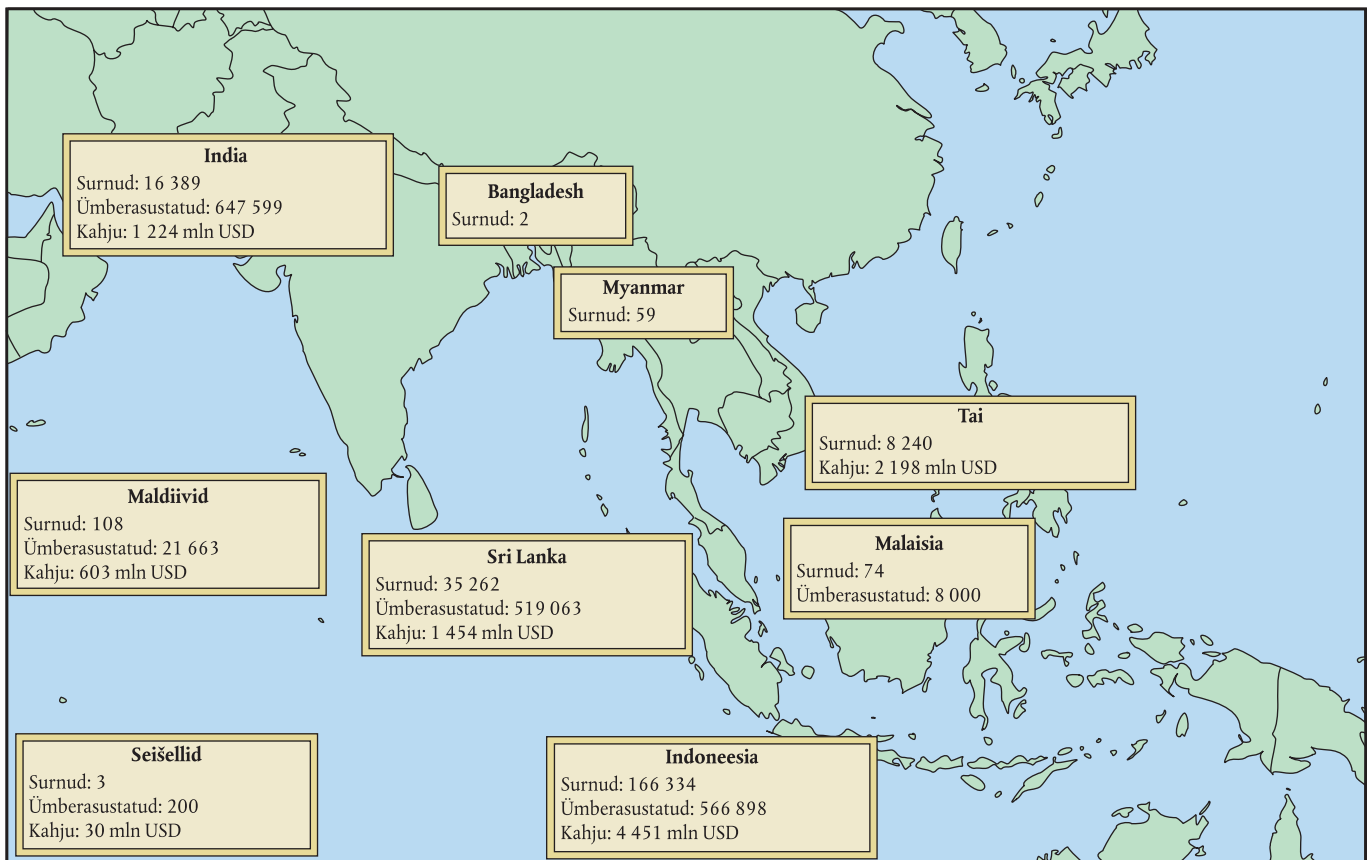 India
Surnud: 16 389
Ümberasustatud: 647 599
Kahju: 1 224 mln USD
Bangladesh
Surnud: 2
Myanmar
Surnud: 59
Tai
Surnud: 8 240
Kahju: 2 198 mln USD
Maldiivid
Surnud: 108
Ümberasustatud: 21 663
Kahju: 603 mln USD
Sri Lanka
Surnud: 35 262
Ümberasustatud: 519 063
Kahju: 1 454 mln USD
Malaisia
Surnud: 74
Ümberasustatud: 8 000
Seišellid
Surnud: 3
Ümberasustatud: 200
Kahju: 30 mln USD
Indoneesia
Surnud: 166 334
Ümberasustatud: 566 898
Kahju: 4 451 mln USD